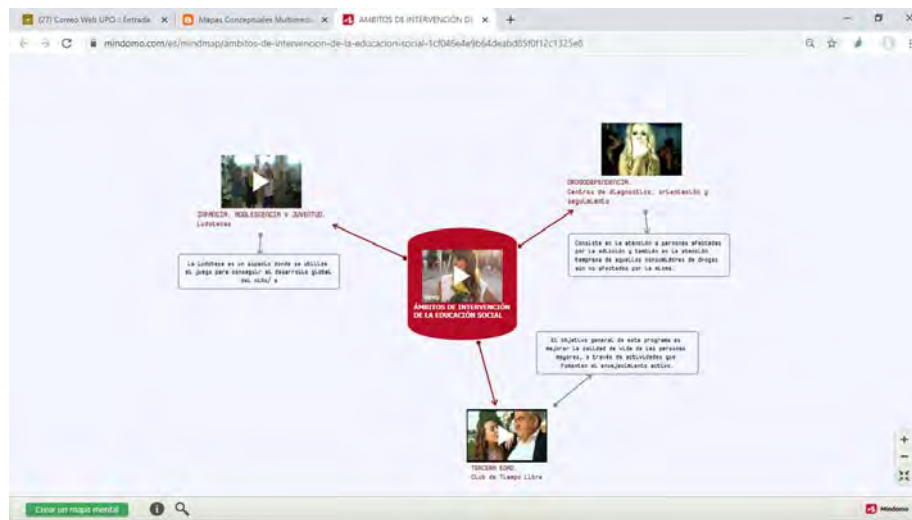 (27) Correo Web UPO :: Entrada
Mapas Conceptuales Multimedi
ÁMBITOS DE INTERVENCIÓN DE
mindomo.com/es/mindmap/ambitos-de-intervencion-de-la-educacion-social-1cf046e4e9b64deabd85f0f12c1325e8
INFANCIA, ADOLESCENCIA Y JUVENTUD.
Ludotecas
La Ludoteca es un espacio donde se utiliza
el juego para conseguir el desarrollo global
del niño/ a
DROGODEPENDENCIA.
Centros de diagnostico, orientación y
seguimiento
Consiste en la atención a personas afectadas
por la adicción y también en la atención
temprana de aquellos consumidores de drogas
aún no afectados por la misma.
ÁMBITOS DE INTERVENCIÓN
DE LA EDUCACIÓN SOCIAL
El objetivo general de este programa es
mejorar la calidad de vida de las personas
mayores, a través de actividades que
fomenten el envejecimiento activo.
TERCERA EDAD.
Club de Tiempo Libre
Crear un mapa mental
Mindomo